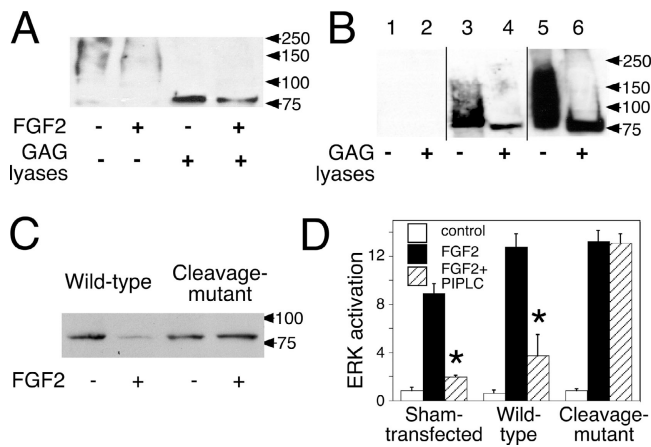 A
250
150
100
75
FGF2 - + - +
GAG lyases - - + +
B
1 2 3 4 5 6
250
150
100
75
GAG lyases - + - + - +
C
Wild-type Cleavage-mutant
100
75
FGF2 - + - +
D
control
FGF2
FGF2+ PIPLC
ERK activation
12
8
4
0
* *
Sham-transfected Wild-type Cleavage-mutant